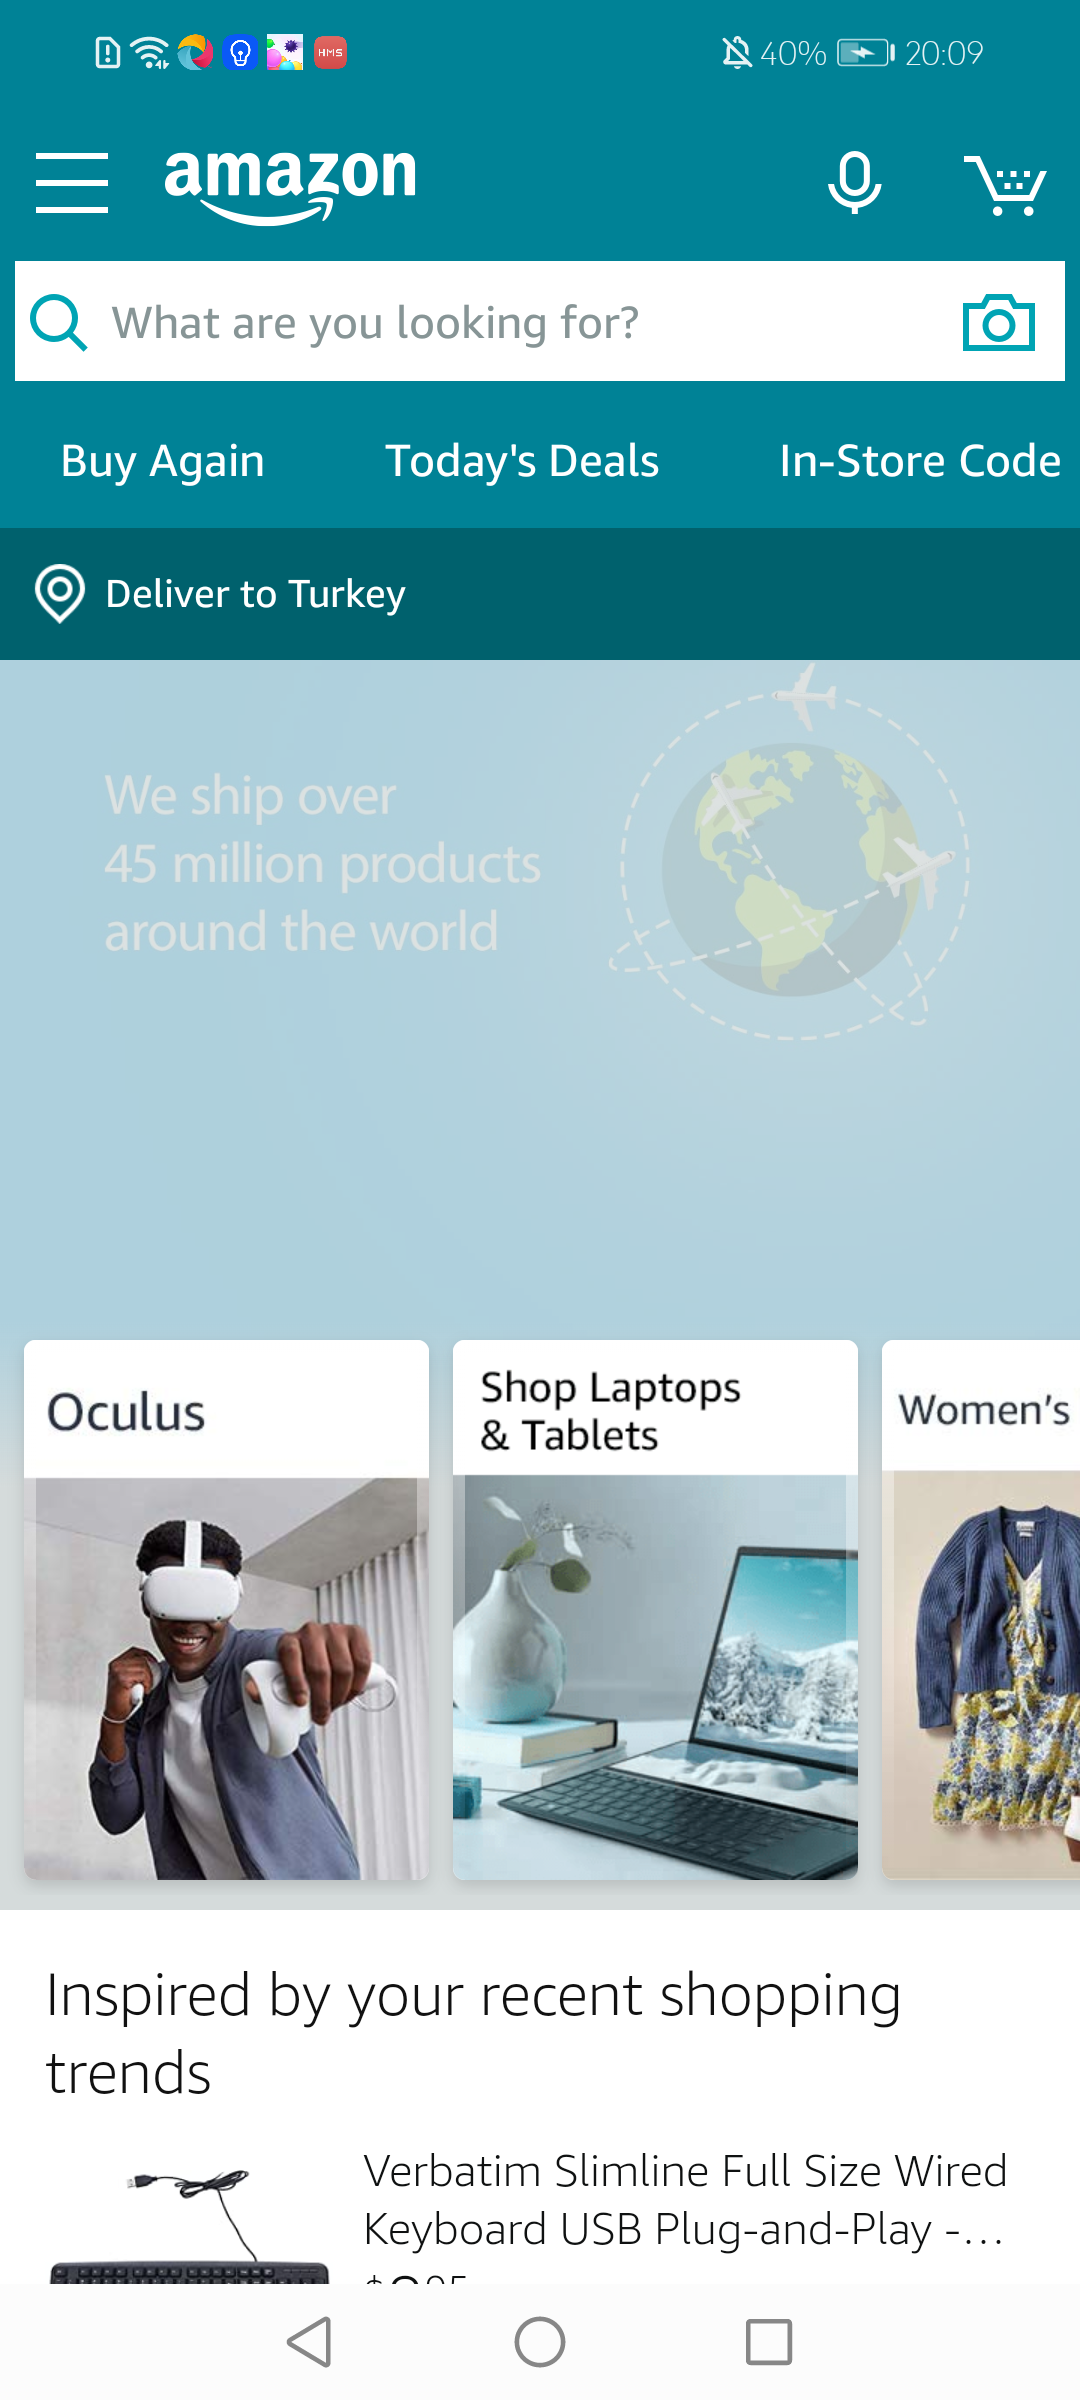 HMS
40%
20:09
amazon
What are you looking for?
Buy Again
Today's Deals
In-Store Code
Deliver to Turkey
We ship over
45 million products
around the world
Oculus
Shop Laptops
& Tablets
Women's
Inspired by your recent shopping
trends
Verbatim Slimline Full Size Wired
Keyboard USB Plug-and-Play -...